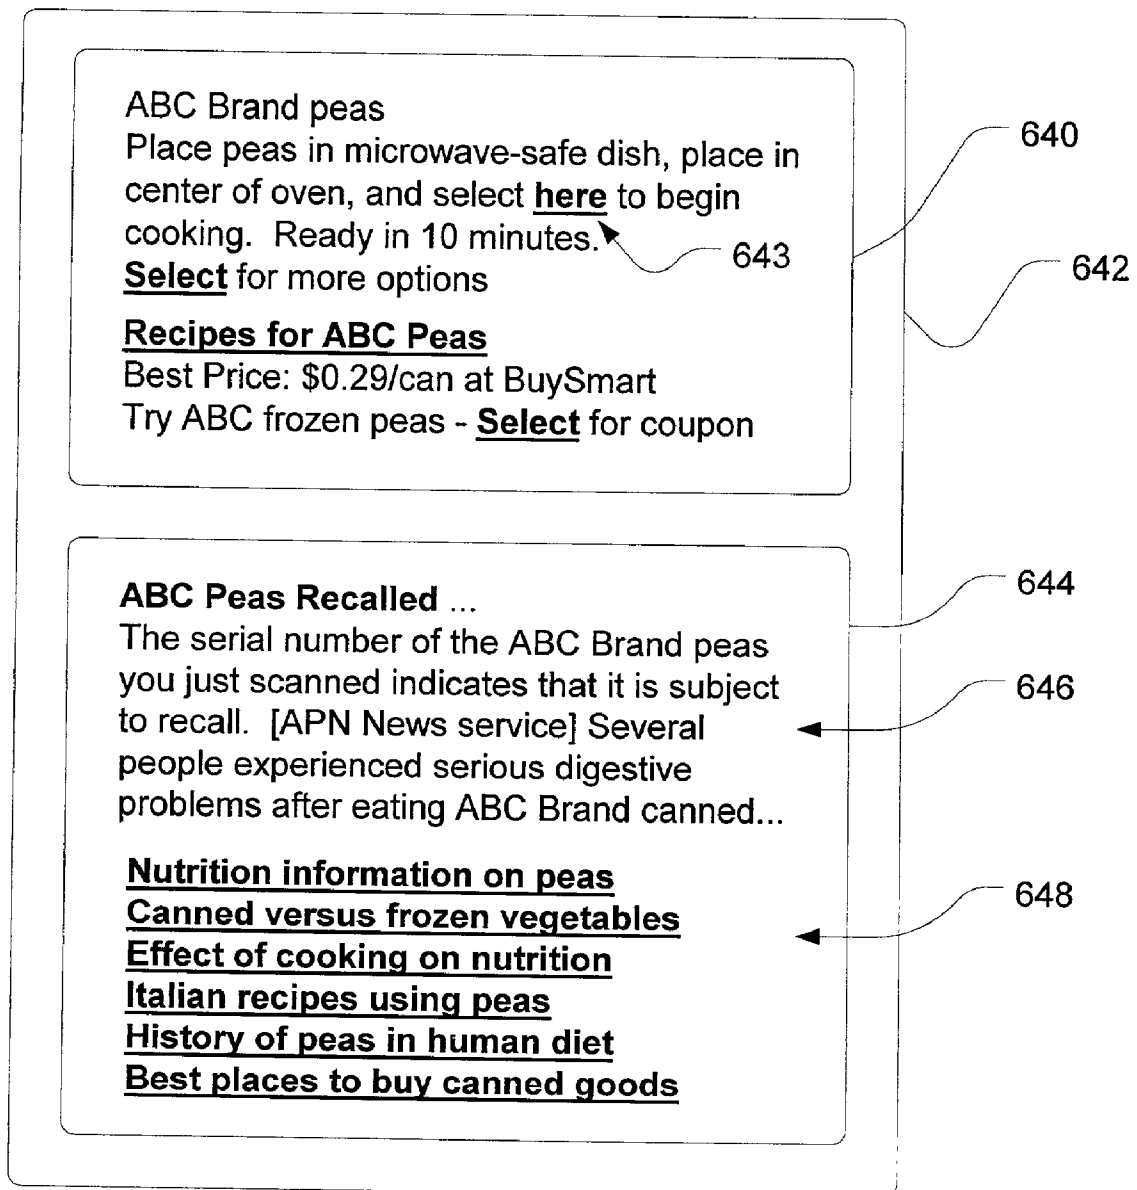 ABC Brand peas
Place peas in microwave-safe dish, place in
center of oven, and select here to begin
cooking.  Ready in 10 minutes.
Select for more options
Recipes for ABC Peas
Best Price: $0.29/can at BuySmart
Try ABC frozen peas - Select for coupon
640
643
642
ABC Peas Recalled ...
The serial number of the ABC Brand peas
you just scanned indicates that it is subject
to recall.  [APN News service] Several
people experienced serious digestive
problems after eating ABC Brand canned...
644
646
Nutrition information on peas
Canned versus frozen vegetables
Effect of cooking on nutrition
Italian recipes using peas
History of peas in human diet
Best places to buy canned goods
648